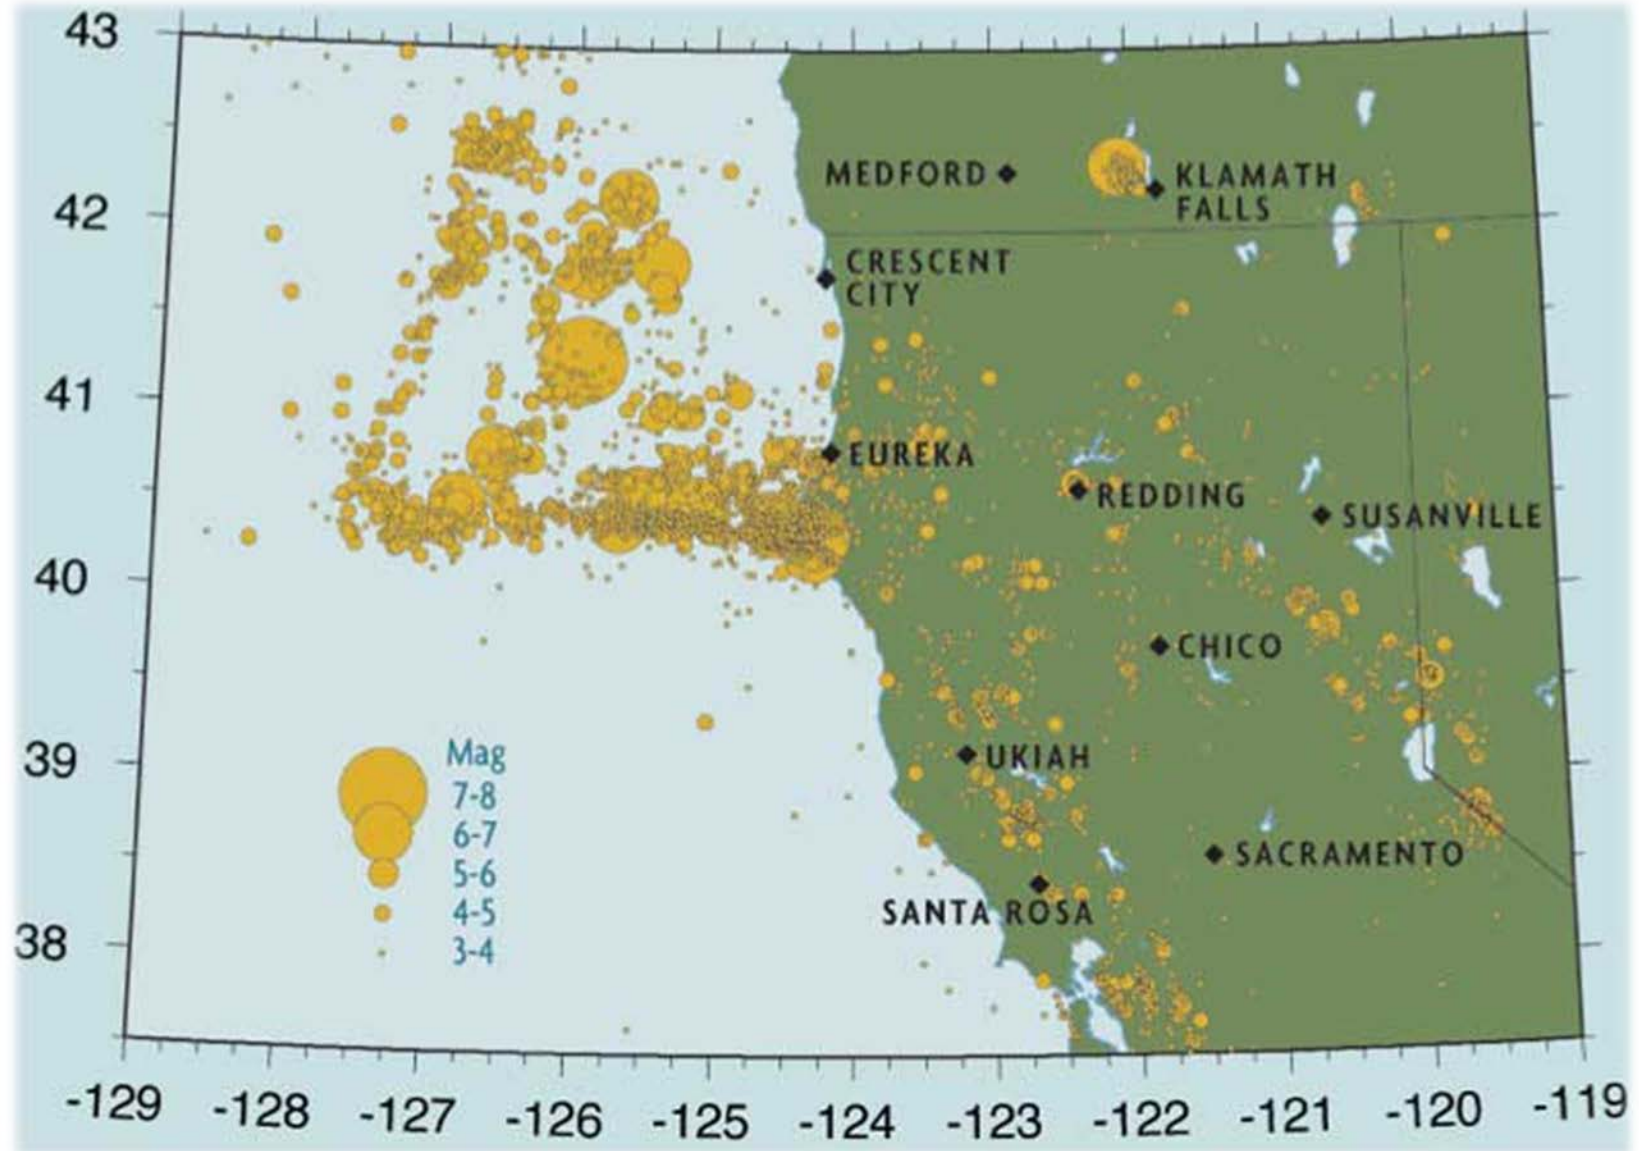 43
42
41
40
39
38
MEDFORD
KLAMATH
FALLS
CRESCENT
CITY
EUREKA
REDDING
SUSANVILLE
CHICO
UKIAH
SACRAMENTO
SANTA ROSA
Mag
7-8
6-7
5-6
4-5
3-4
-129 -128 -127 -126 -125 -124 -123 -122 -121 -120 -119